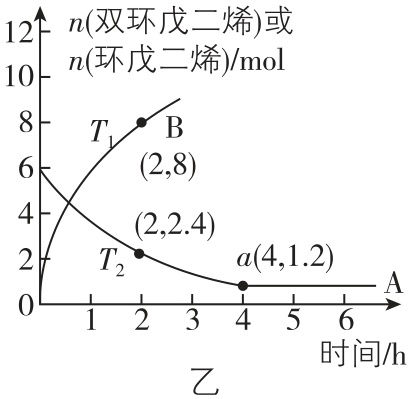 n(双环戊二烯)或
n(环戊二烯)/mol
12
10
8
6
4
2
0
T₁
B
(2,8)
(2,2.4)
T₂
a(4,1.2)
A
1 2 3 4 5 6
时间/h
乙